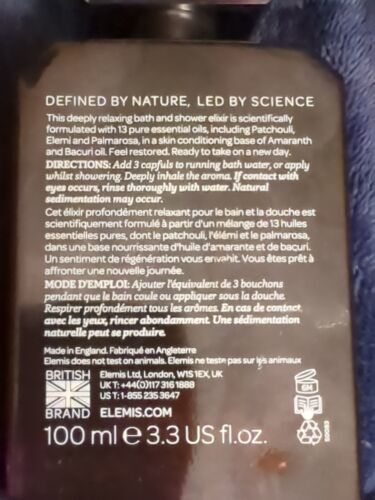 DEFINED BY NATURE, LED BY SCIENCE
This deeply relaxing bath and shower elixir is scientifically
formulated with 13 pure essential oils, including Patchouli,
Elemi and Palmarosa, in a skin conditioning base of Amaranth
and Bacuri oil. Feel restored. Ready to take on a new day.
DIRECTIONS: Add 3 capfuls to running bath water, or apply
whilst showering. Deeply inhale the aroma. If contact with
eyes occurs, rinse thoroughly with water. Natural
sedimentation may occur.
Cet élixir profondément relaxant pour le bain et la douche est
scientifiquement formulé à partir d'un mélange de 13 huiles
essentielles pures, dont le patchouli, l'élémi et le palmarosa,
dans une base nourrissante d'huile d'amarante et de baçuri.
Un sentiment de régénération vous envahit. Vous êtes prêt à
affronter une nouvelle journée.
MODE D'EMPLOI: Ajouter l'équivalent de 3 bouchons
pendant que le bain coule ou appliquer sous la douche.
Respirer profondément tous les arômes. En cas de contact
avec les yeux, rincer abondamment. Une sédimentation
naturelle peut se produire.
Made in England. Fabriqué en Angleterre
Elemis does not test on animals. Elemis ne teste pas sur les animaux
BRITISH
BRAND
Elemis Ltd, London, W1S 1EX, UK
UK T: +44(0)117 316 1888
US T: 1-855 235 3647
ELEMIS.COM
6M
50083
100 ml e 3.3 US fl.oz.